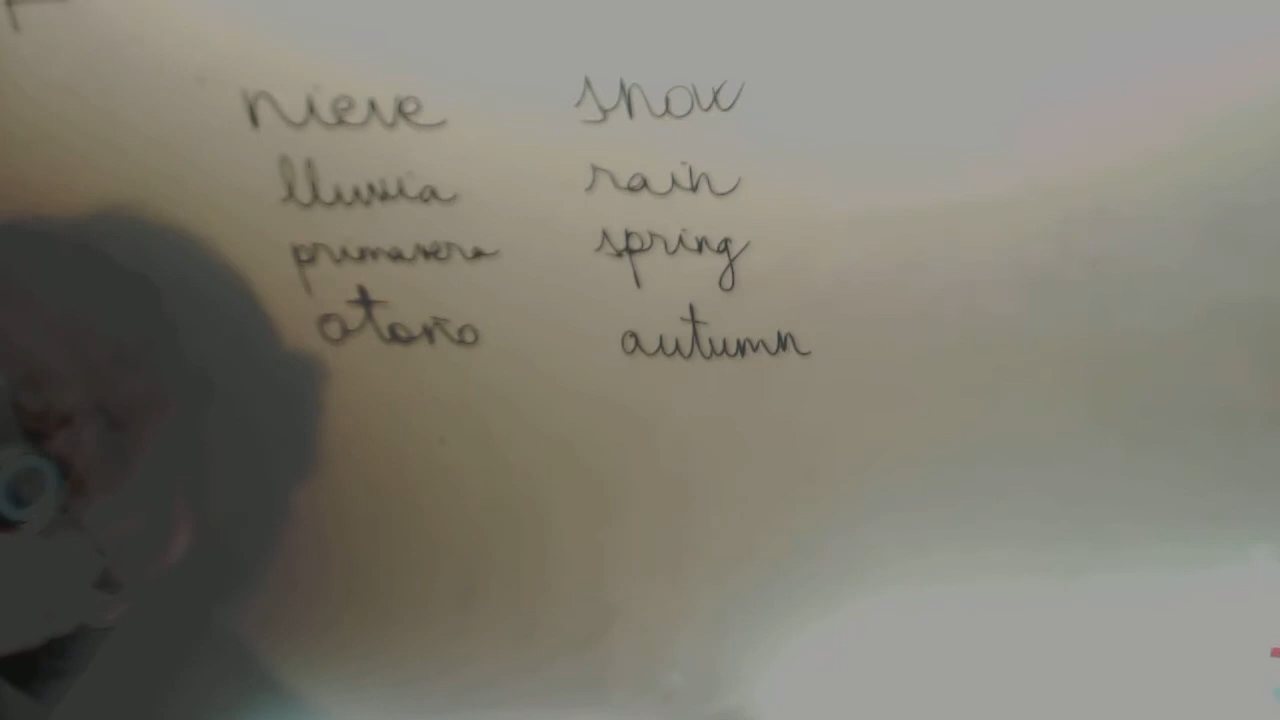 nieve snow
lluvia rain
primavera spring
otoño autumn